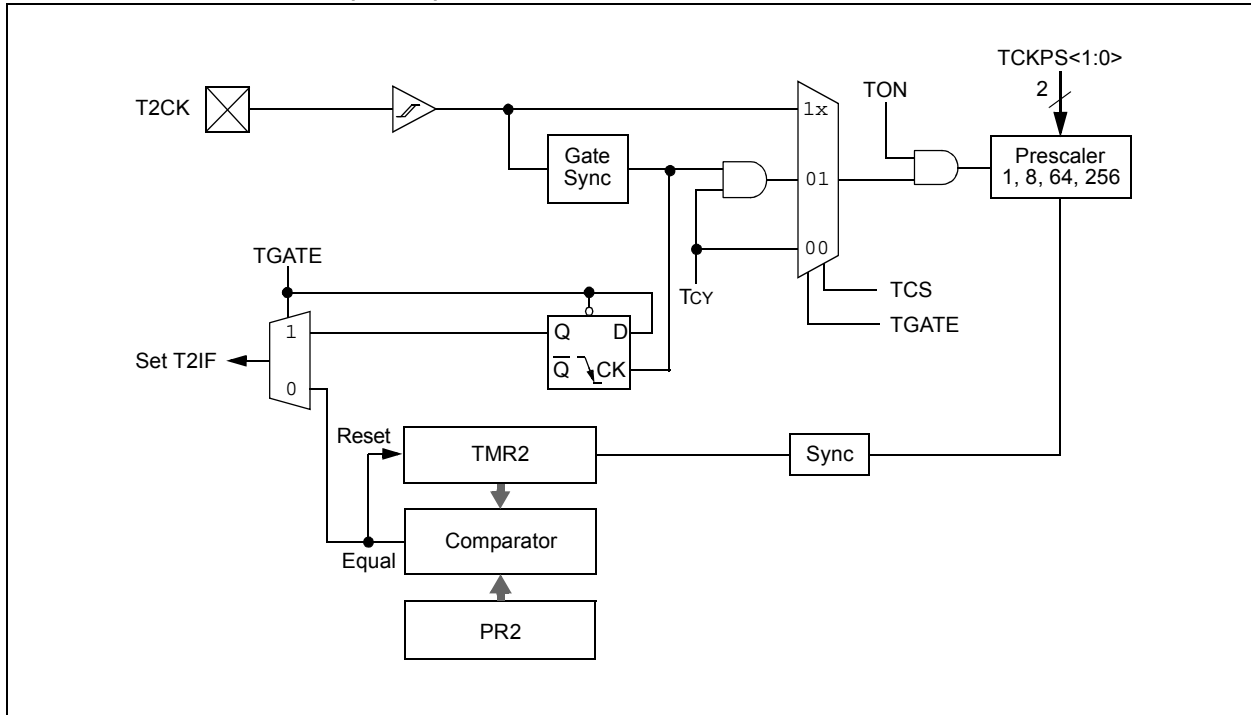 TCKPS<1:0>
2
T2CK
TON
1x
Prescaler
1, 8, 64, 256
Gate
Sync
01
00
TCY
TCS
TGATE
TGATE
1
Q
D
Set T2IF
Q
CK
0
Reset
TMR2
Sync
Comparator
Equal
PR2